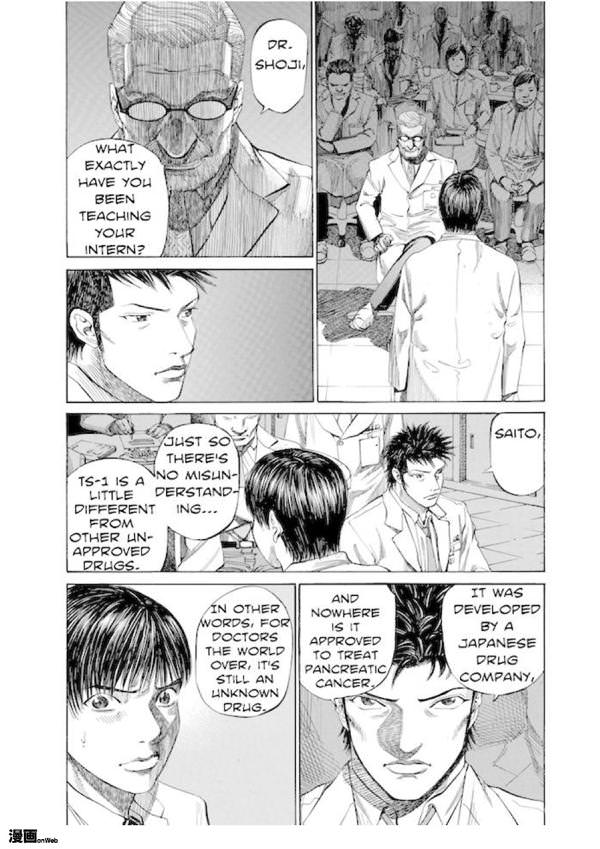 DR.
SHOJI,
WHAT
EXACTLY
HAVE YOU
BEEN
TEACHING
YOUR
INTERN?
SAITO,
JUST SO
THERE'S
NO MISUN-
DERSTAND-
ING...
TS-1 IS A
LITTLE
DIFFERENT
FROM
OTHER UN-
APPROVED
DRUGS.
IT WAS
DEVELOPED
BY A
JAPANESE
DRUG
COMPANY,
AND
NOWHERE
IS IT
APPROVED
TO TREAT
PANCREATIC
CANCER.
IN OTHER
WORDS, FOR
DOCTORS
THE WORLD
OVER, IT'S
STILL AN
UNKNOWN
DRUG.
漫画onWeb